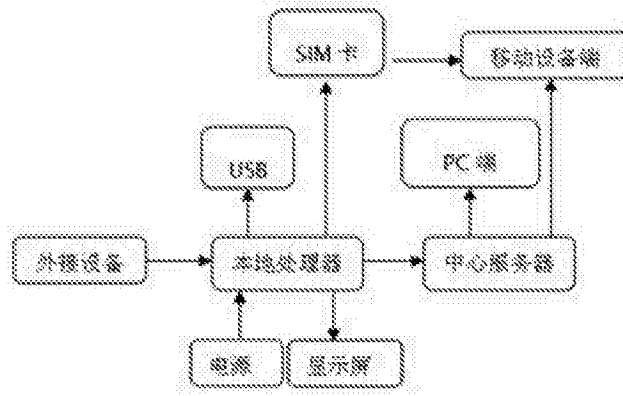 SIM 卡
移动设备端
USB
PC 端
外接设备
本地处理器
中心服务器
电源
显示屏